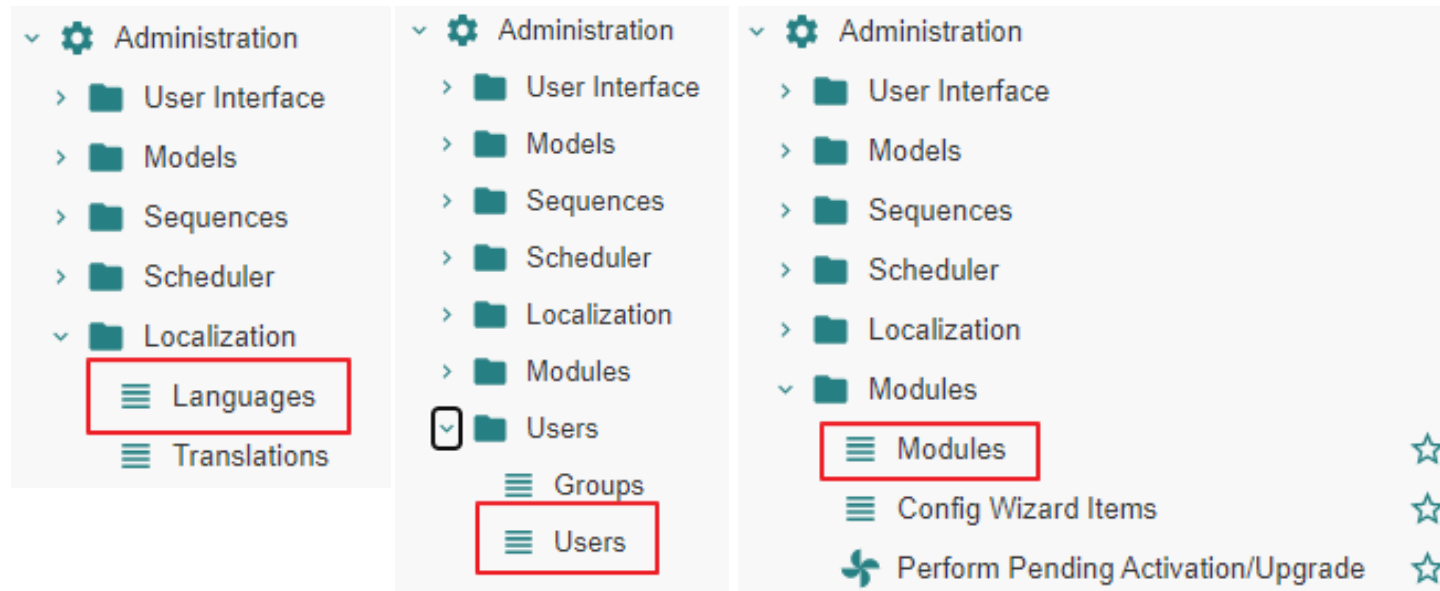 Administration
User Interface
Models
Sequences
Scheduler
Localization
Languages
Translations
Administration
User Interface
Models
Sequences
Scheduler
Localization
Modules
Users
Groups
Users
Administration
User Interface
Models
Sequences
Scheduler
Localization
Modules
Modules
Config Wizard Items
Perform Pending Activation/Upgrade